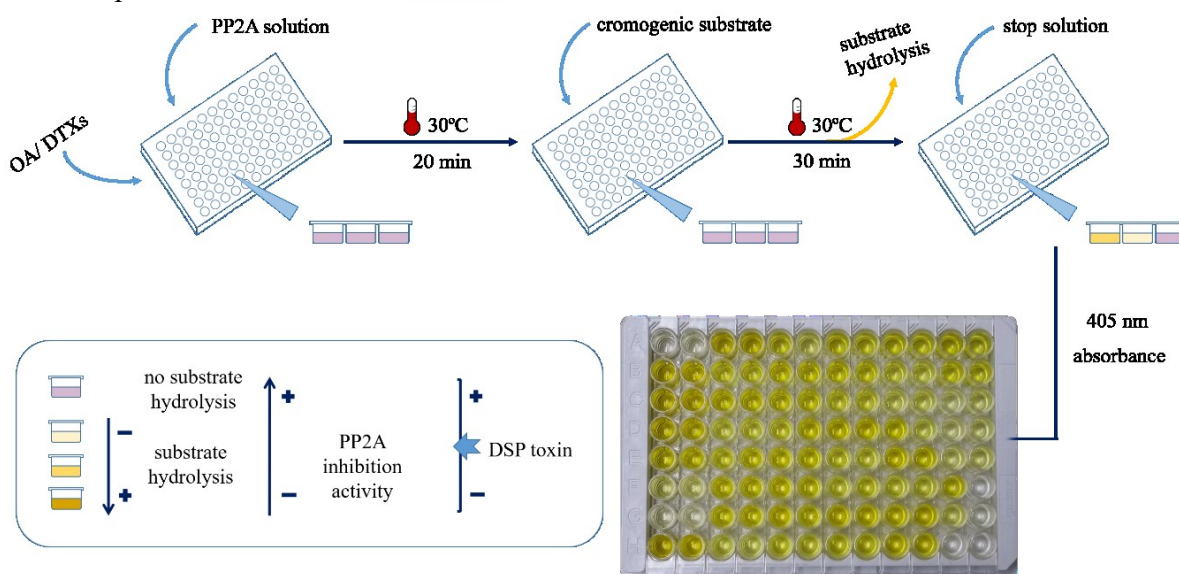 PP2A solution
cromogenic substrate
substrate
hydrolysis
stop solution
OA/ DTXs
30ºC
20 min
30ºC
30 min
405 nm
absorbance
no substrate
hydrolysis
substrate
hydrolysis
+
−
−
+
PP2A
inhibition
activity
+
−
DSP toxin
A
B
C
D
E
F
G
H